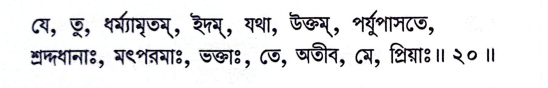 যে, তু, ধর্ম্যামৃতম্, ইদম্, যথা, উক্তম্, পর্যুপাসতে,
শ্রদ্দধানাঃ, মৎপরমাঃ, ভক্তাঃ, তে, অতীব, মে, প্রিয়াঃ॥ ২০ ॥